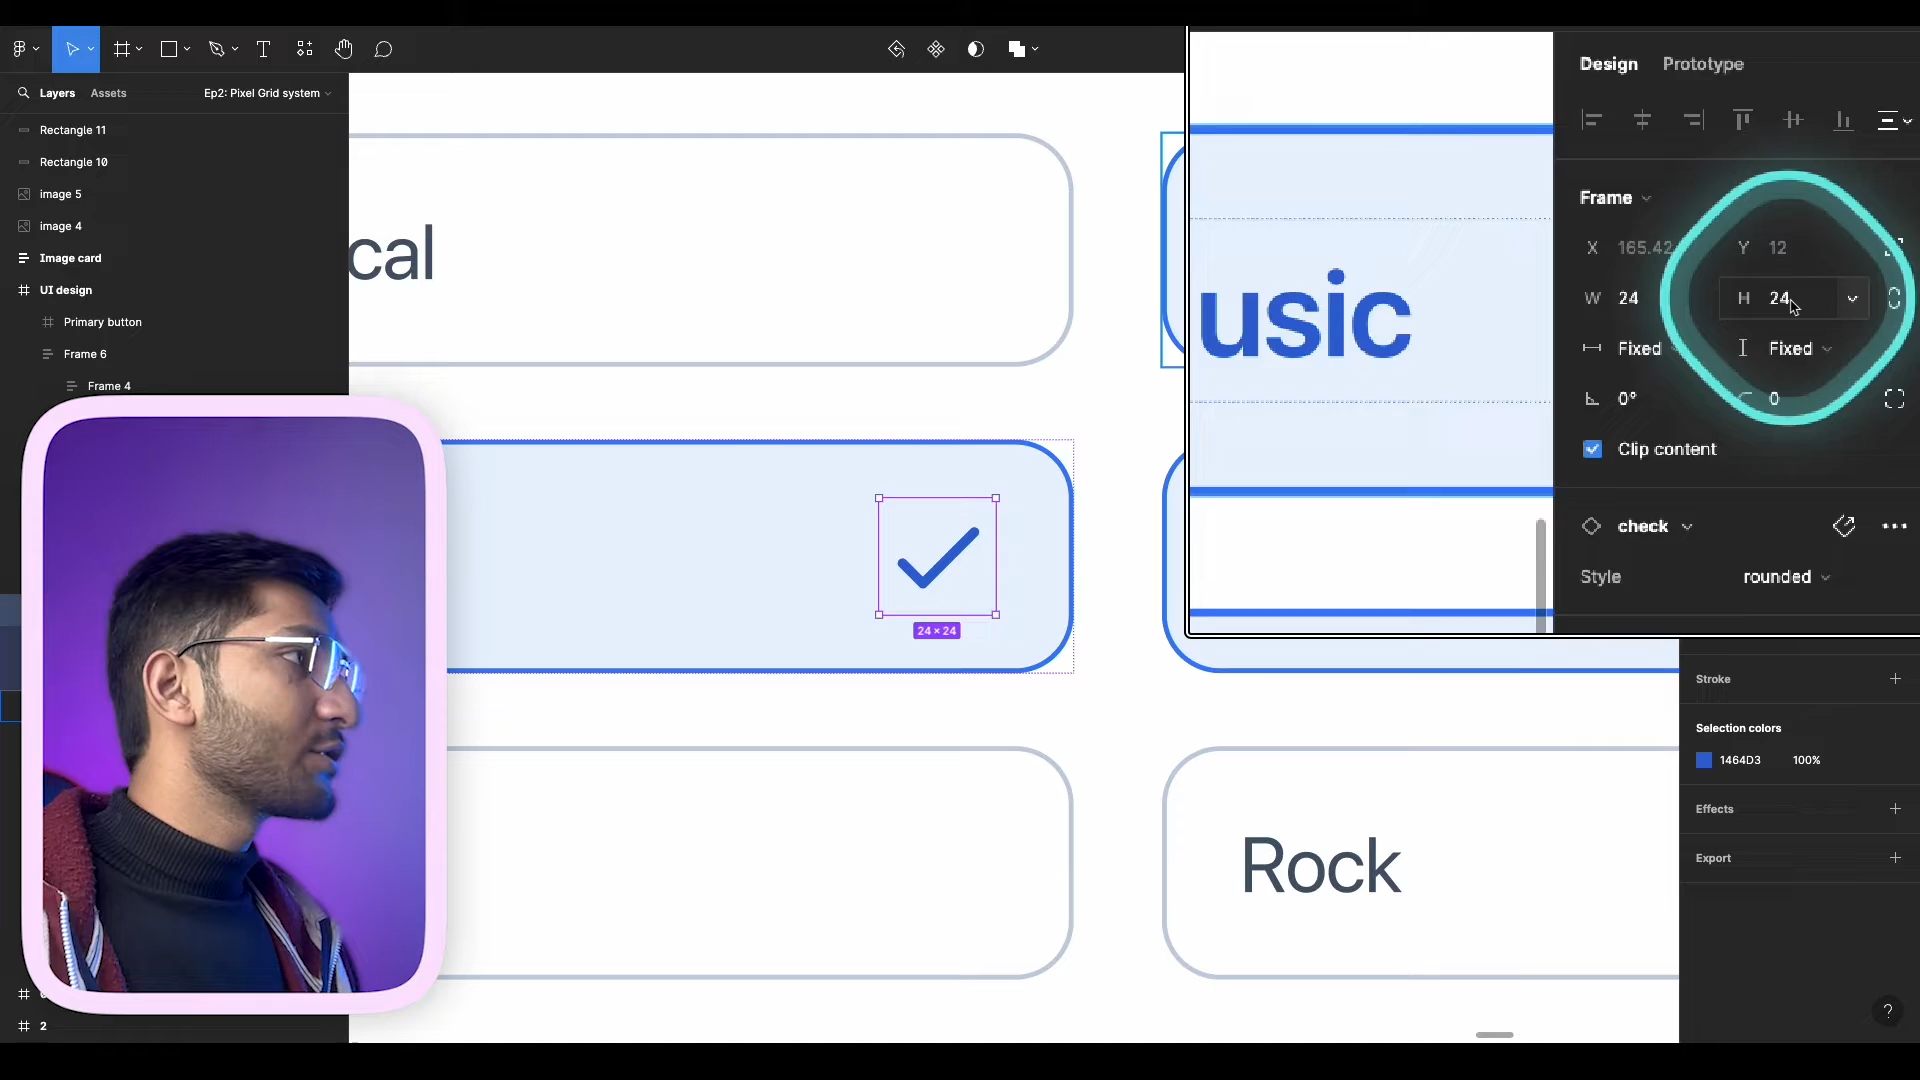 Layers
Assets
Ep2: Pixel Grid system
Rectangle 11
Rectangle 10
image 5
image 4
Image card
UI design
Primary button
Frame 6
Frame 4
2
cal
24 × 24
Rock
usic
Design
Prototype
Frame
X 165.42
Y 12
W 24
H 24
Fixed
Fixed
0°
0
Clip content
check
Style
rounded
Stroke
Selection colors
1464D3 100%
Effects
Export
?